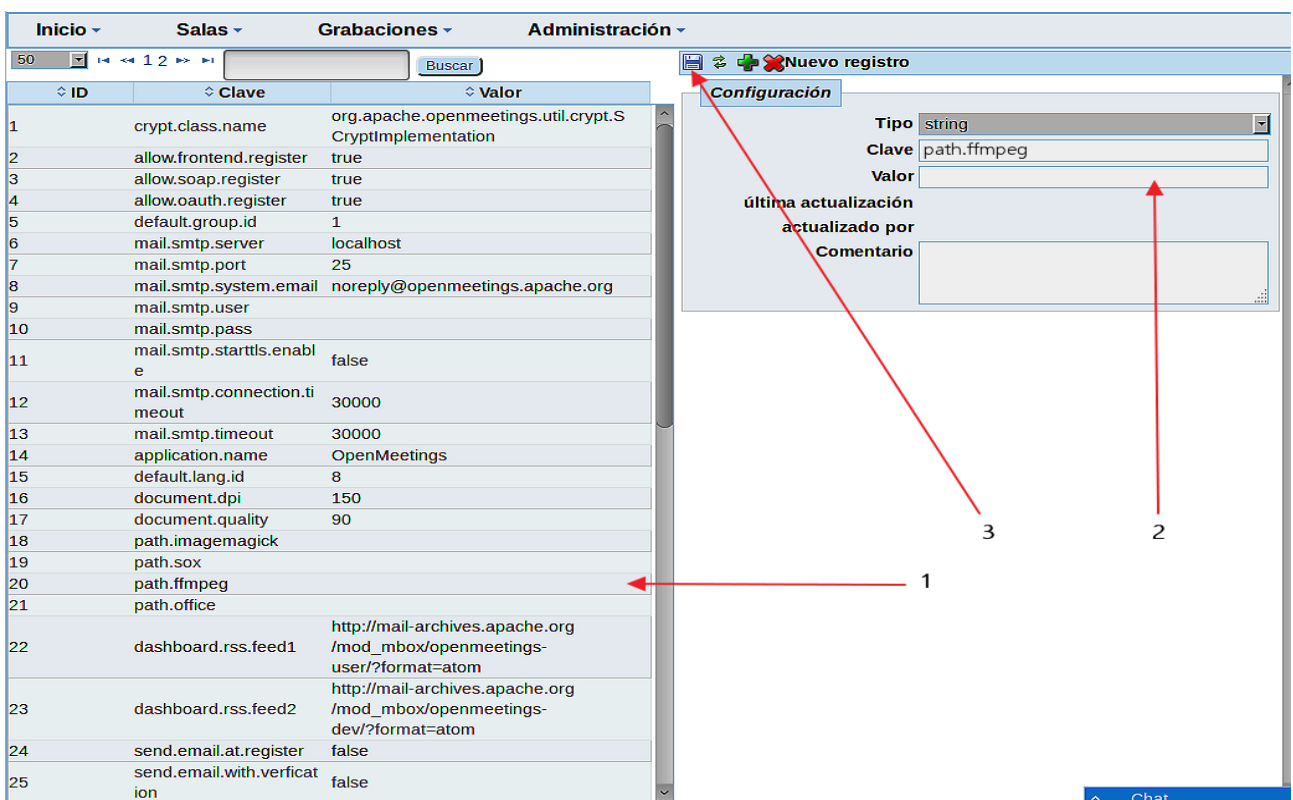 Inicio Salas Grabaciones Administración
50 1 2 Buscar
Nuevo registro
ID Clave Valor
1 crypt.class.name org.apache.openmeetings.util.crypt.S
CryptImplementation
2 allow.frontend.register true
3 allow.soap.register true
4 allow.oauth.register true
5 default.group.id 1
6 mail.smtp.server localhost
7 mail.smtp.port 25
8 mail.smtp.system.email noreply@openmeetings.apache.org
9 mail.smtp.user
10 mail.smtp.pass
11 mail.smtp.starttls.enabl
e false
12 mail.smtp.connection.ti
meout 30000
13 mail.smtp.timeout 30000
14 application.name OpenMeetings
15 default.lang.id 8
16 document.dpi 150
17 document.quality 90
18 path.imagemagick
19 path.sox
20 path.ffmpeg
21 path.office
22 dashboard.rss.feed1 http://mail-archives.apache.org
/mod_mbox/openmeetings-
user/?format=atom
23 dashboard.rss.feed2 http://mail-archives.apache.org
/mod_mbox/openmeetings-
dev/?format=atom
24 send.email.at.register false
25 send.email.with.verficat
ion false
Configuración
Tipo string
Clave path.ffmpeg
Valor
última actualización
actualizado por
Comentario
3 2
1
Chat